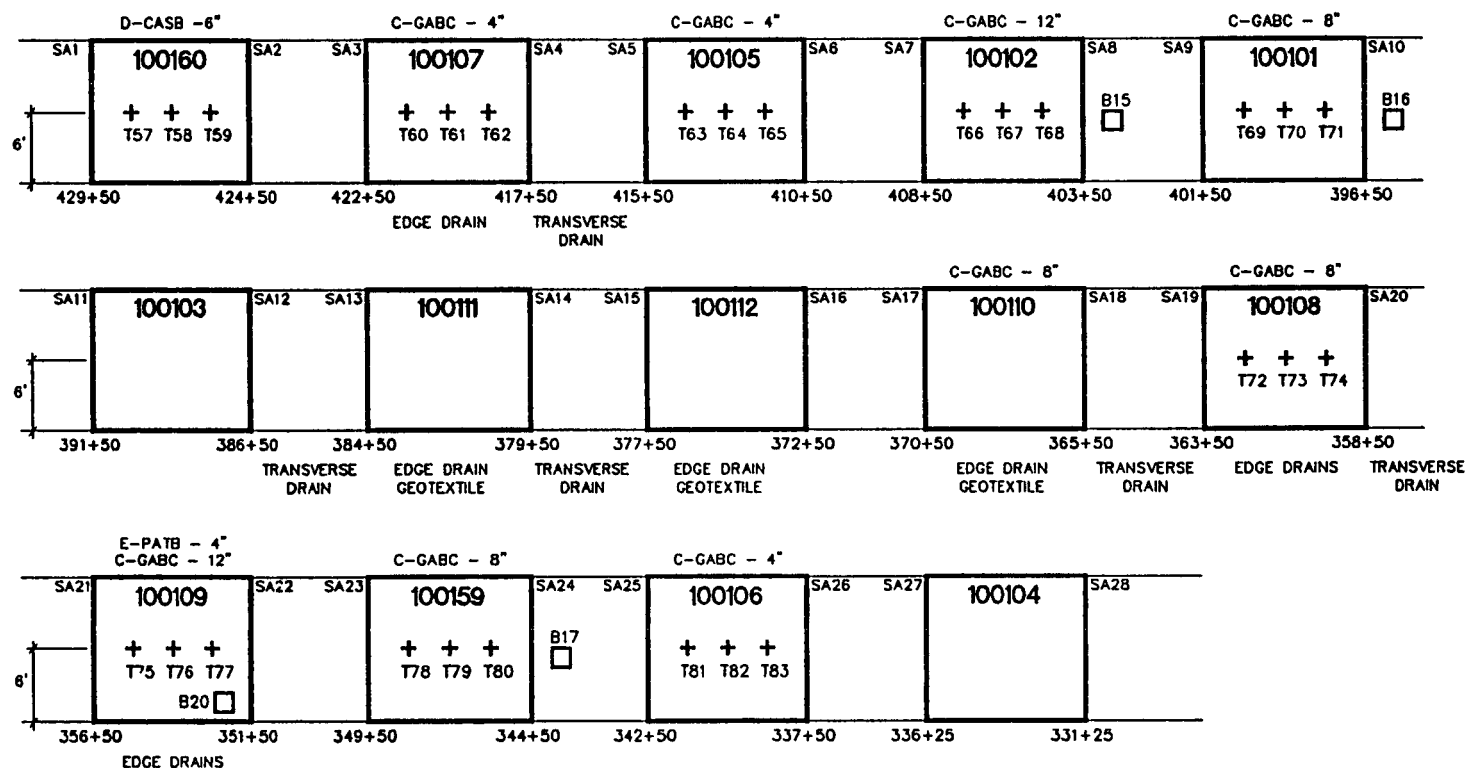 D-CASB -6"
C-GABC - 4"
C-GABC - 4"
C-GABC - 12"
C-GABC - 8"
SA1 100160 SA2 SA3 100107 SA4 SA5 100105 SA6 SA7 100102 SA8 SA9 100101 SA10
B15 B16
6'
T57 T58 T59 T60 T61 T62 T63 T64 T65 T66 T67 T68 T69 T70 T71
429+50 424+50 422+50 417+50 415+50 410+50 408+50 403+50 401+50 396+50
EDGE DRAIN
TRANSVERSE
DRAIN
C-GABC - 8"
C-GABC - 8"
SA11 100103 SA12 SA13 100111 SA14 SA15 100112 SA16 SA17 100110 SA18 SA19 100108 SA20
6'
T72 T73 T74
391+50 386+50 384+50 379+50 377+50 372+50 370+50 365+50 363+50 358+50
TRANSVERSE
DRAIN
EDGE DRAIN
GEOTEXTILE
TRANSVERSE
DRAIN
EDGE DRAIN
GEOTEXTILE
EDGE DRAIN
GEOTEXTILE
TRANSVERSE
DRAIN
EDGE DRAINS
TRANSVERSE
DRAIN
E-PATB - 4"
C-GABC - 12"
C-GABC - 8"
C-GABC - 4"
SA21 100109 SA22 SA23 100159 SA24 SA25 100106 SA26 SA27 100104 SA28
B17
6'
T75 T76 T77 T78 T79 T80 T81 T82 T83
B20
356+50 351+50 349+50 344+50 342+50 337+50 336+25 331+25
EDGE DRAINS